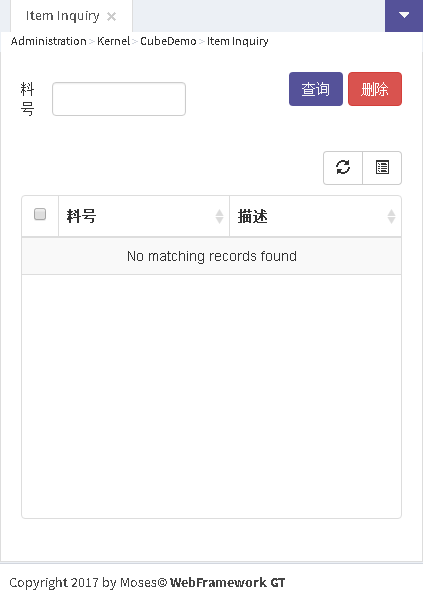 Item Inquiry
Administration > Kernel > CubeDemo > Item Inquiry
料号
查询 删除
料号 描述
No matching records found
Copyright 2017 by Moses© WebFramework GT